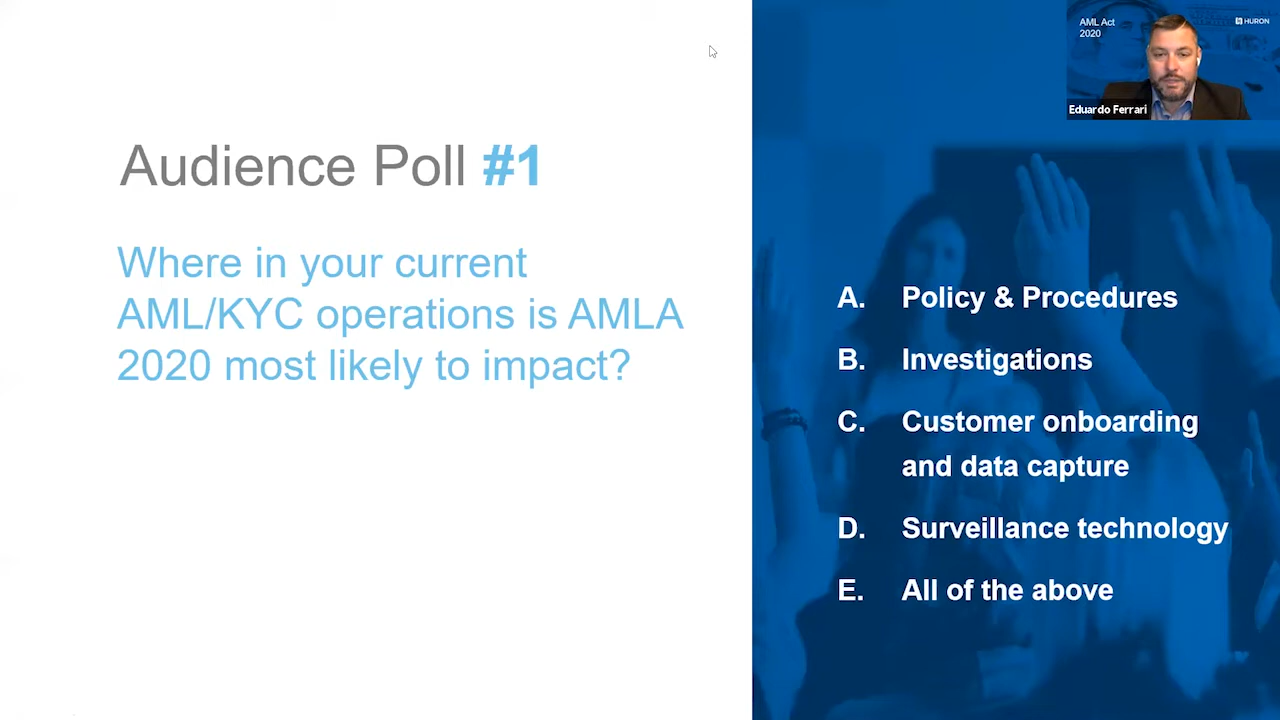 Audience Poll #1
Where in your current
AML/KYC operations is AMLA
2020 most likely to impact?
AML Act
2020
HURON
Eduardo Ferrari
A. Policy & Procedures
B. Investigations
C. Customer onboarding
and data capture
D. Surveillance technology
E. All of the above